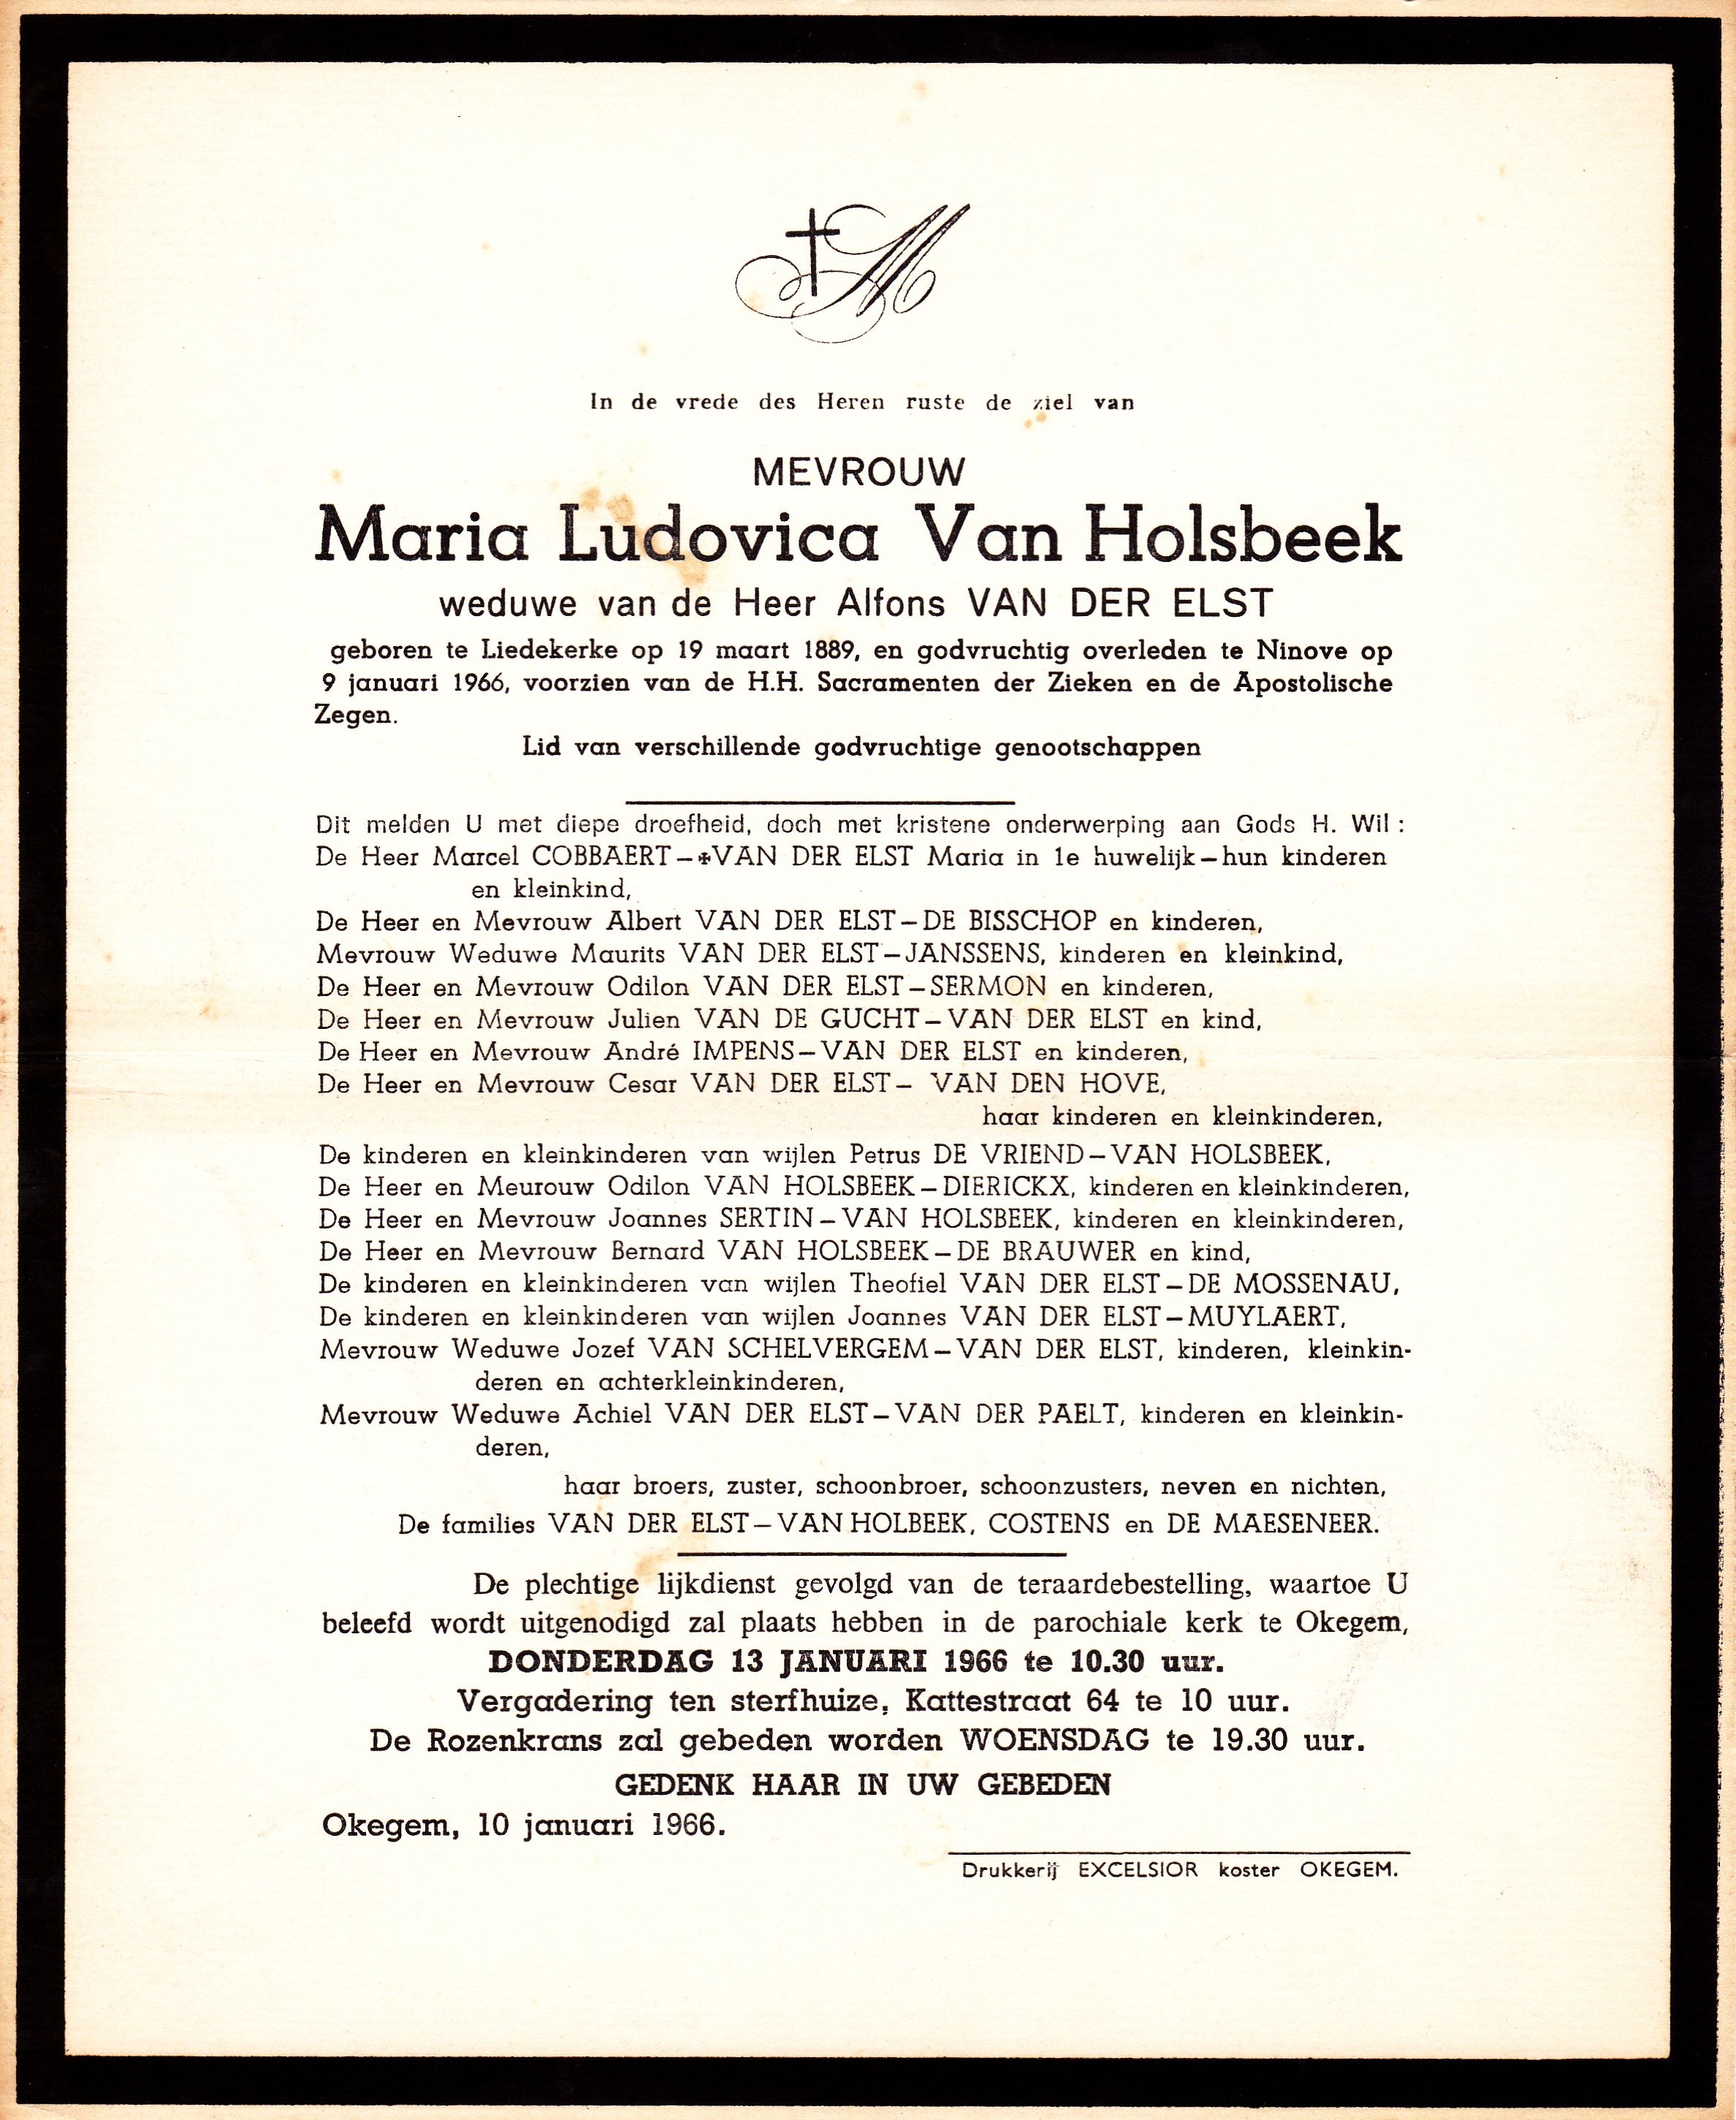 M
In de vrede des Heren ruste de ziel van
MEVROUW
Maria Ludovica Van Holsbeek
weduwe van de Heer Alfons VAN DER ELST
geboren te Liedekerke op 19 maart 1889, en godvruchtig overleden te Ninove op
9 januari 1966, voorzien van de H.H. Sacramenten der Zieken en de Apostolische
Zegen.
Lid van verschillende godvruchtige genootschappen
Dit melden U met diepe droefheid, doch met kristene onderwerping aan Gods H. Wil :
De Heer Marcel COBBAERT–✠VAN DER ELST Maria in 1e huwelijk–hun kinderen
en kleinkind,
De Heer en Mevrouw Albert VAN DER ELST–DE BISSCHOP en kinderen,
Mevrouw Weduwe Maurits VAN DER ELST–JANSSENS, kinderen en kleinkind,
De Heer en Mevrouw Odilon VAN DER ELST–SERMON en kinderen,
De Heer en Mevrouw Julien VAN DE GUCHT–VAN DER ELST en kind,
De Heer en Mevrouw André IMPENS–VAN DER ELST en kinderen,
De Heer en Mevrouw Cesar VAN DER ELST– VAN DEN HOVE,
haar kinderen en kleinkinderen,
De kinderen en kleinkinderen van wijlen Petrus DE VRIEND–VAN HOLSBEEK,
De Heer en Meurouw Odilon VAN HOLSBEEK–DIERICKX, kinderen en kleinkinderen,
De Heer en Mevrouw Joannes SERTIN–VAN HOLSBEEK, kinderen en kleinkinderen,
De Heer en Mevrouw Bernard VAN HOLSBEEK–DE BRAUWER en kind,
De kinderen en kleinkinderen van wijlen Theofiel VAN DER ELST–DE MOSSENAU,
De kinderen en kleinkinderen van wijlen Joannes VAN DER ELST–MUYLAERT,
Mevrouw Weduwe Jozef VAN SCHELVERGEM–VAN DER ELST, kinderen, kleinkin-
deren en achterkleinkinderen,
Mevrouw Weduwe Achiel VAN DER ELST–VAN DER PAELT, kinderen en kleinkin-
deren,
haar broers, zuster, schoonbroer, schoonzusters, neven en nichten,
De families VAN DER ELST–VAN HOLBEEK, COSTENS en DE MAESENEER.
De plechtige lijkdienst gevolgd van de teraardebestelling, waartoe U
beleefd wordt uitgenodigd zal plaats hebben in de parochiale kerk te Okegem,
DONDERDAG 13 JANUARI 1966 te 10.30 uur.
Vergadering ten sterfhuize, Kattestraat 64 te 10 uur.
De Rozenkrans zal gebeden worden WOENSDAG te 19.30 uur.
GEDENK HAAR IN UW GEBEDEN
Okegem, 10 januari 1966.
Drukkerij EXCELSIOR koster OKEGEM.